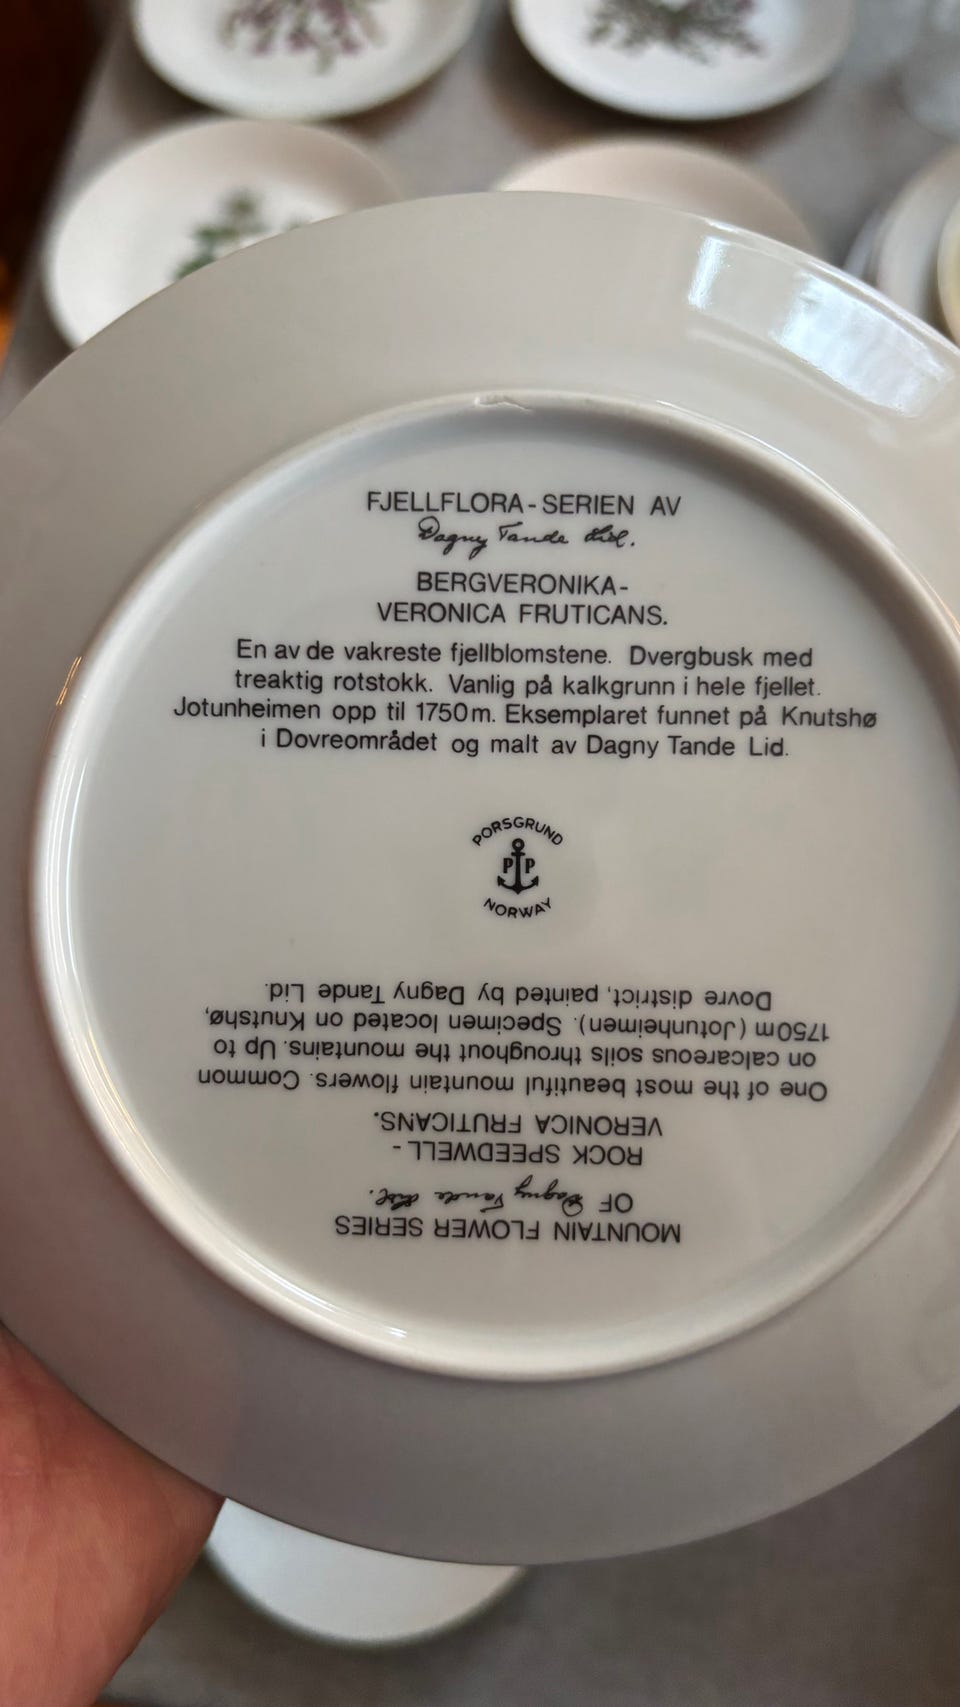 FJELLFLORA - SERIEN AV
Dagny Tande Lid.
BERGVERONIKA-
VERONICA FRUTICANS.
En av de vakreste fjellblomstene. Dvergbusk med
treaktig rotstokk. Vanlig på kalkgrunn i hele fjellet.
Jotunheimen opp til 1750 m. Eksemplaret funnet på Knutshø
i Dovreområdet og malt av Dagny Tande Lid.
PORSGRUND
P P
NORWAY
MOUNTAIN FLOWER SERIES
OF Dagny Tande Lid.
ROCK SPEEDWELL -
VERONICA FRUTICANS.
One of the most beautiful mountain flowers. Common
on calcareous soils throughout the mountains. Up to
1750 m (Jotunheimen). Specimen located on Knutshø,
Dovre district, painted by Dagny Tande Lid.